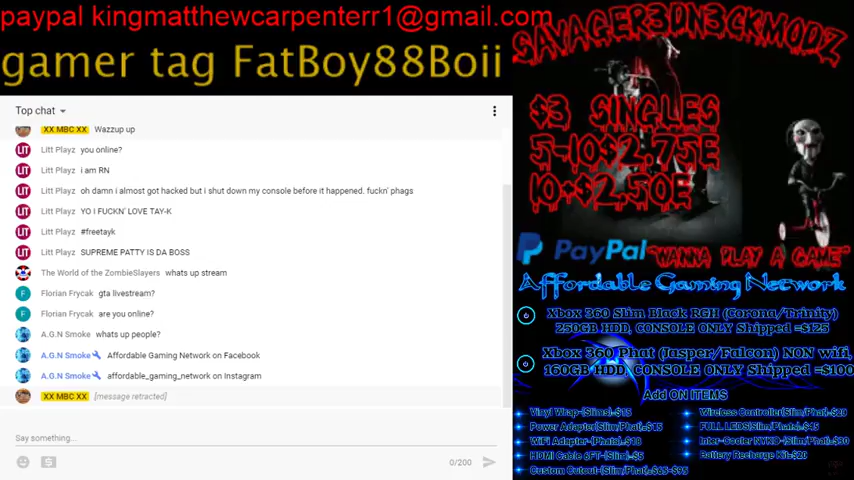 paypal kingmatthewcarpenterr1@gmail.com
gamer tag FatBoy88Boii
Top chat
XX MBC XX Wazzup up
Litt Playz you online?
Litt Playz i am RN
Litt Playz oh damn i almost got hacked but i shut down my console before it happened. fuckn' phags
Litt Playz YO I FUCKN' LOVE TAY-K
Litt Playz #freetayk
Litt Playz SUPREME PATTY IS DA BOSS
The World of the ZombieSlayers whats up stream
Florian Frycak gta livestream?
Florian Frycak are you online?
A.G.N Smoke whats up people?
A.G.N Smoke Affordable Gaming Network on Facebook
A.G.N Smoke affordable_gaming_network on Instagram
XX MBC XX [message retracted]
Say something...
0/200
SAVAGER3DN3CKMODZ
$3 SINGLES
5-10$2.75E
10+$2.50E
PayPal "WANNA PLAY A GAME"
Affordable Gaming Network
Xbox 360 Slim Black RGH (Corona/Trinity)
250GB HDD, CONSOLE ONLY Shipped =$125
Xbox 360 Phat (Jasper/Falcon) NON wifi,
160GB HDD, CONSOLE ONLY Shipped =$100
Add ON ITEMS
Vinyl Wrap-(Slims)-$15
Power Adapter(Slim/Phat)-$15
WiFi Adapter-(Phats)-$18
HDMI Cable 6FT-(Slim)-$5
Custom Cutout-(Slim/Phat)-
Wireless Controller(Slim/Phat)-$20
FULL LEDS(Slim/Phats)-$45
Inter-Cooler
Battery Recharge Kit-$20